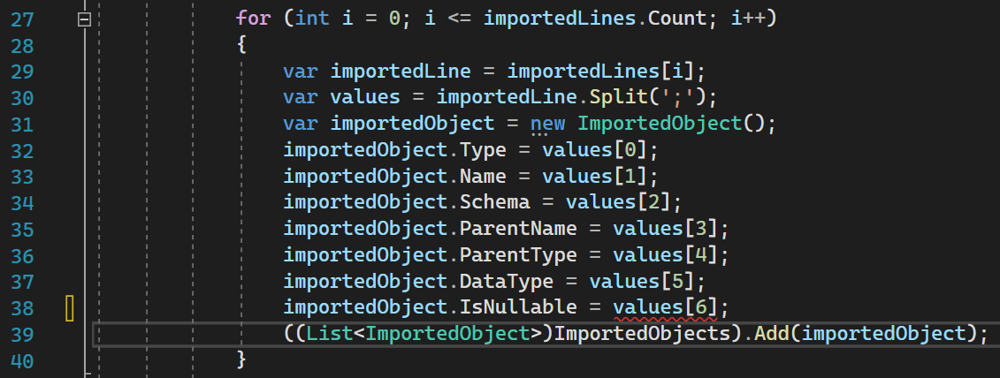 27 for (int i = 0; i <= importedLines.Count; i++)
28 {
29 var importedLine = importedLines[i];
30 var values = importedLine.Split(';');
31 var importedObject = new ImportedObject();
32 importedObject.Type = values[0];
33 importedObject.Name = values[1];
34 importedObject.Schema = values[2];
35 importedObject.ParentName = values[3];
36 importedObject.ParentType = values[4];
37 importedObject.DataType = values[5];
38 importedObject.IsNullable = values[6];
39 ((List<ImportedObject>)ImportedObjects).Add(importedObject);
40 }